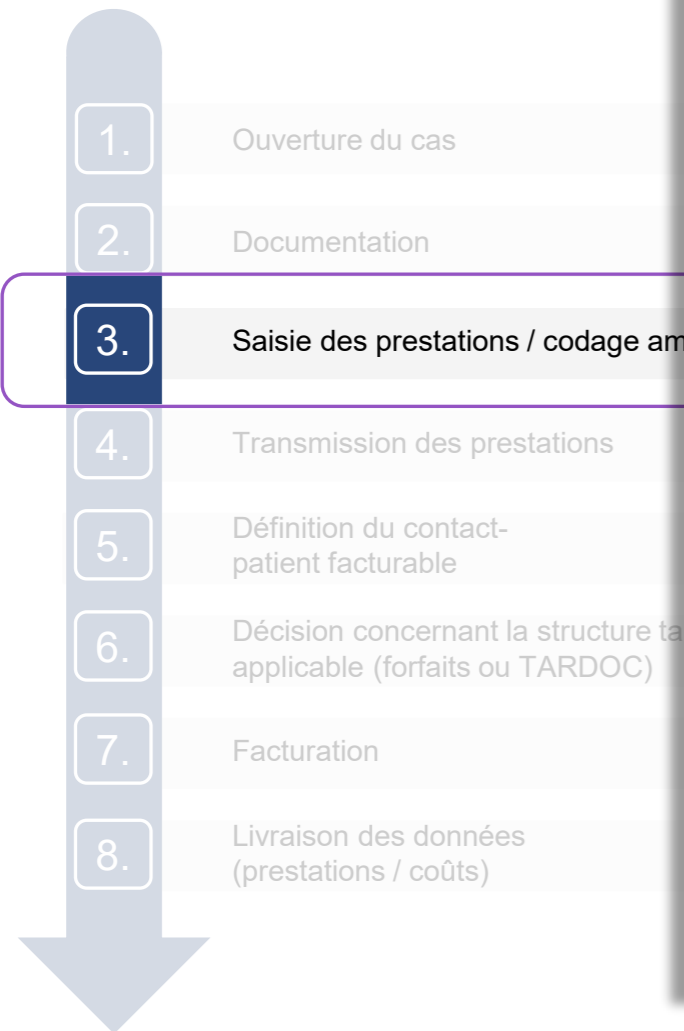 1. Ouverture du cas
2. Documentation
3. Saisie des prestations / codage am
4. Transmission des prestations
5. Définition du contact-
patient facturable
6. Décision concernant la structure ta
applicable (forfaits ou TARDOC)
7. Facturation
8. Livraison des données
(prestations / coûts)